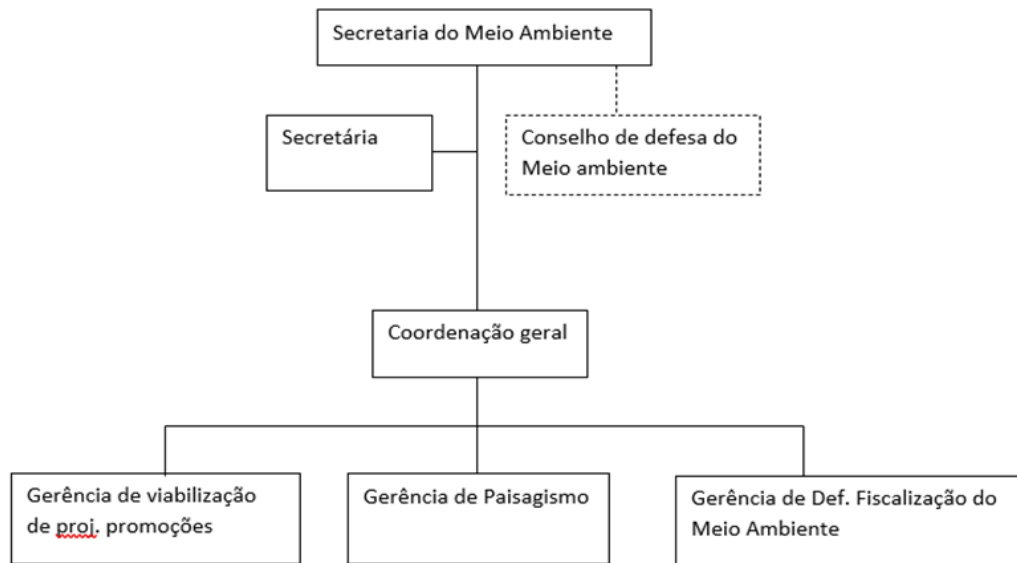 Secretaria do Meio Ambiente
Secretária
Conselho de defesa do
Meio ambiente
Coordenação geral
Gerência de viabilização
de proj. promoções
Gerência de Paisagismo
Gerência de Def. Fiscalização do
Meio Ambiente